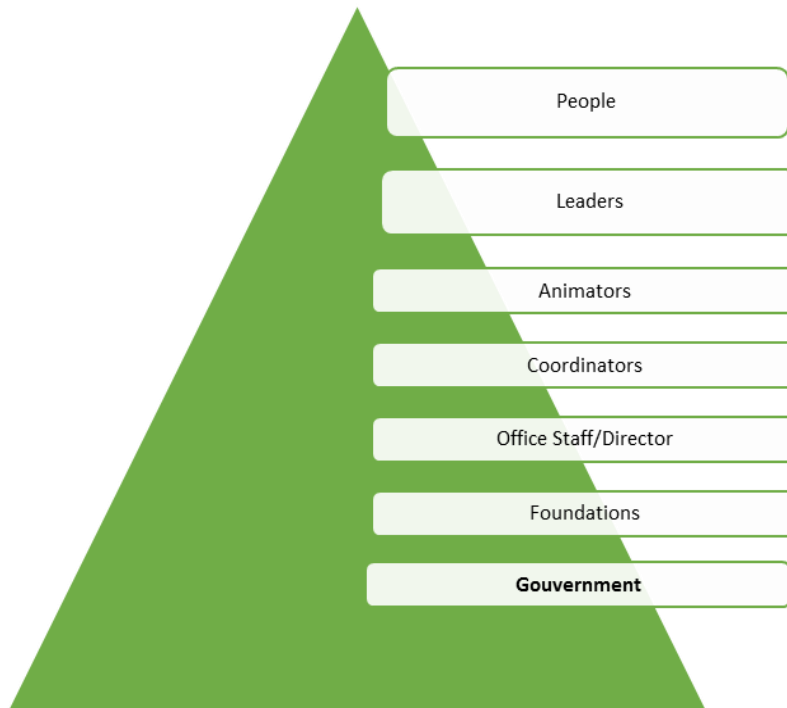 People
Leaders
Animators
Coordinators
Office Staff/Director
Foundations
Gouvernment